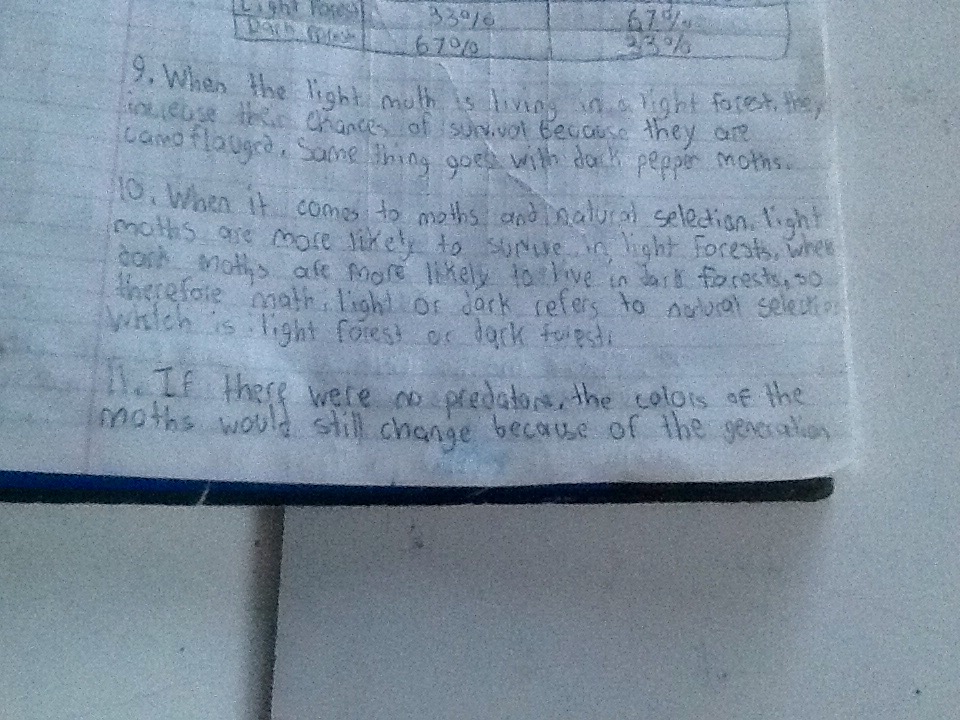 Light Forest 33% 67%
Dark Forest 67% 33%
9. When the light moth is living in a light forest, they
increase their chances of survival because they are
camoflauged. Same thing goes with dark pepper moths.
10. When it comes to moths and natural selection, light
moths are more likely to survive in light forests, when
dark moths are more likely to live in dark forests, so
therefore moth, light or dark refers to natural selection
which is light forest or dark forest.
11. If there were no predators, the colors of the
moths would still change because of the generation